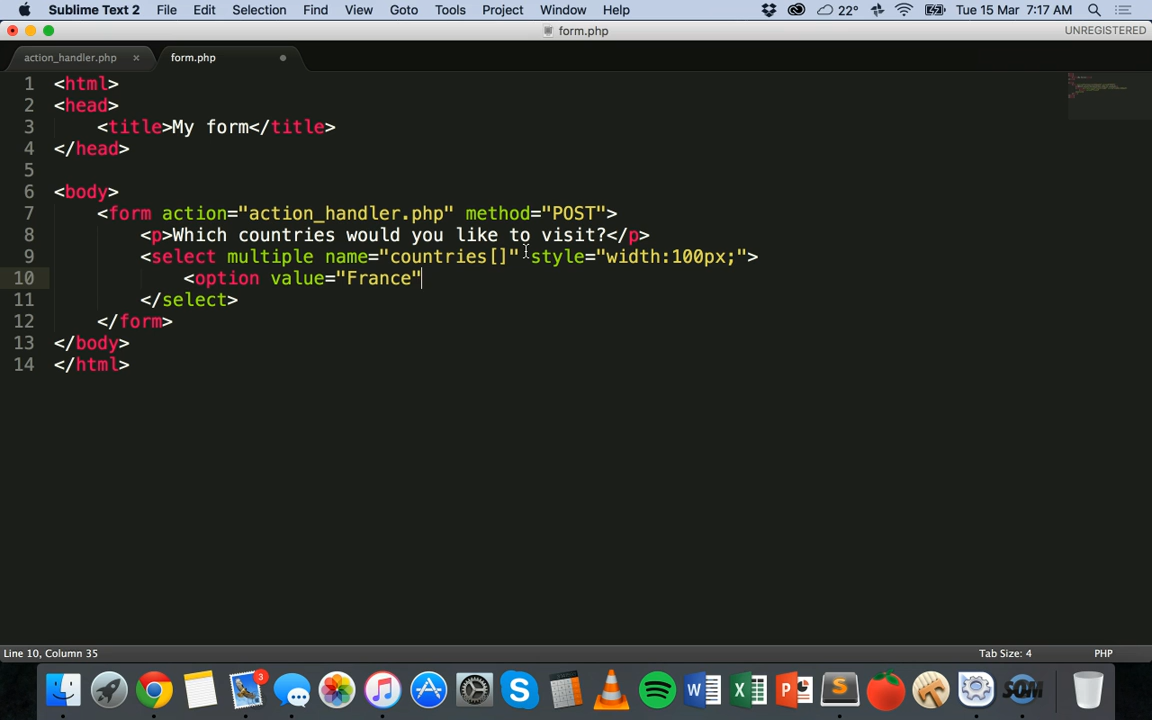 Sublime Text 2 File Edit Selection Find View Goto Tools Project Window Help 22° Tue 15 Mar 7:17 AM
form.php UNREGISTERED
action_handler.php × form.php
1 <html>
2 <head>
3 <title>My form</title>
4 </head>
5
6 <body>
7 <form action="action_handler.php" method="POST">
8 <p>Which countries would you like to visit?</p>
9 <select multiple name="countries[]" style="width:100px;">
10 <option value="France"
11 </select>
12 </form>
13 </body>
14 </html>
Line 10, Column 35 Tab Size: 4 PHP
3
SOM